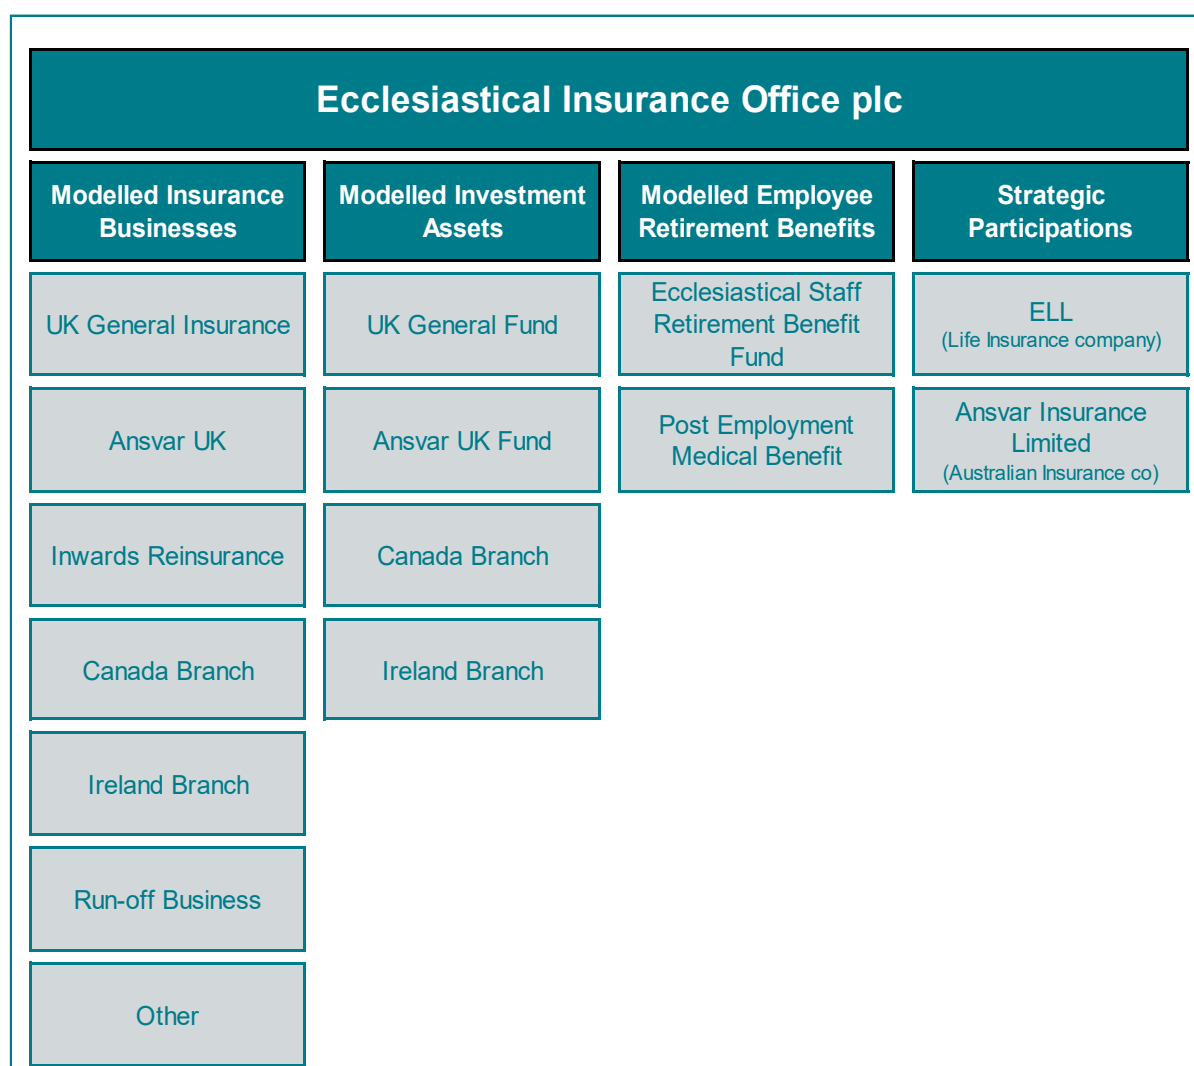 Ecclesiastical Insurance Office plc
Modelled Insurance
Businesses
Modelled Investment
Assets
Modelled Employee
Retirement Benefits
Strategic
Participations
UK General Insurance
UK General Fund
Ecclesiastical Staff
Retirement Benefit
Fund
ELL
(Life Insurance company)
Ansvar UK
Ansvar UK Fund
Post Employment
Medical Benefit
Ansvar Insurance
Limited
(Australian Insurance co)
Inwards Reinsurance
Canada Branch
Canada Branch
Ireland Branch
Ireland Branch
Run-off Business
Other